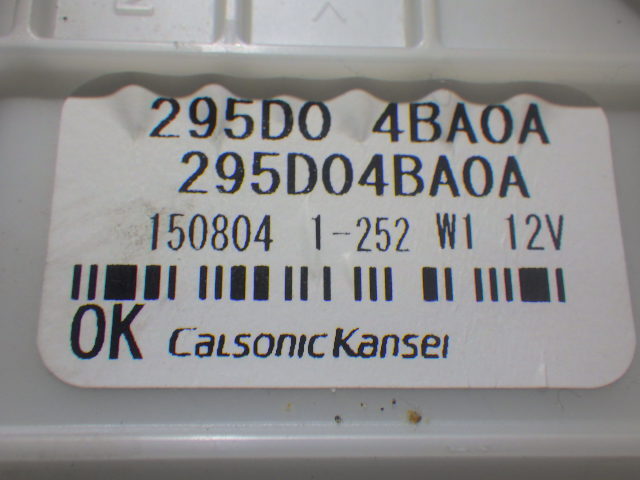 295D0 4BA0A
295D04BA0A
150804 1-252 W1 12V
OK CalsonicKansei